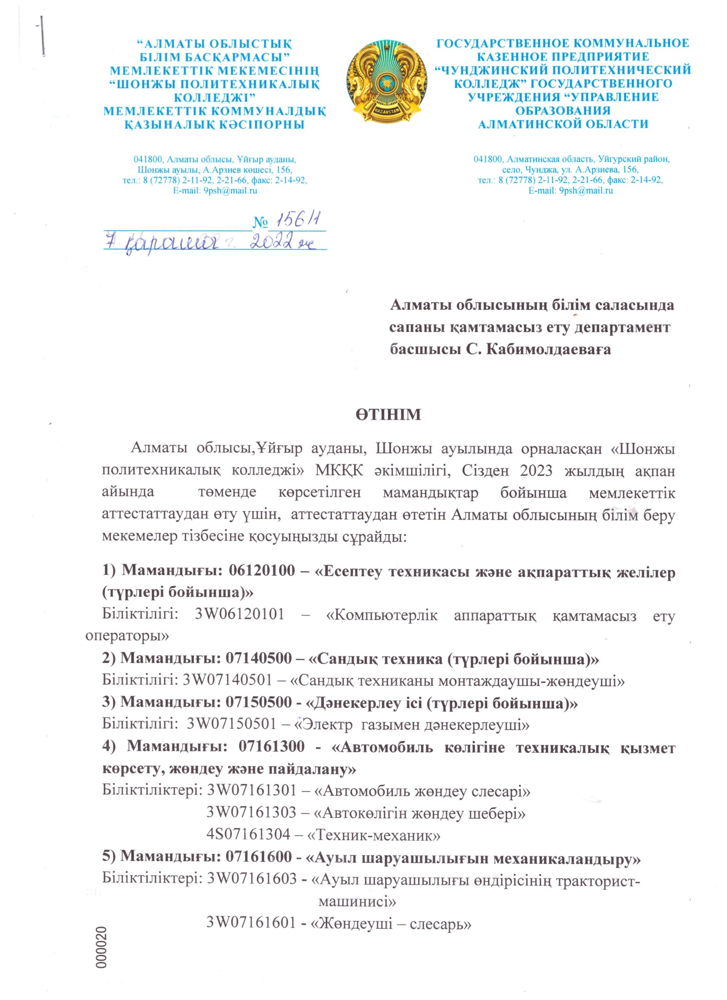 “АЛМАТЫ ОБЛЫСТЫҚ
БІЛІМ БАСҚАРМАСЫ”
МЕМЛЕКЕТТІК МЕКЕМЕСІНІҢ
“ШОНЖЫ ПОЛИТЕХНИКАЛЫҚ
КОЛЛЕДЖІ”
МЕМЛЕКЕТТІК КОММУНАЛДЫҚ
ҚАЗЫНАЛЫҚ КӘСІПОРНЫ
041800, Алматы облысы, Ұйғыр ауданы,
Шонжы ауылы, А.Арзиев көшесі, 156,
тел.: 8 (72778) 2-11-92, 2-21-66, факс: 2-14-92,
E-mail: 9psh@mail.ru
QAZAQSTAN
ГОСУДАРСТВЕННОЕ КОММУНАЛЬНОЕ
КАЗЕННОЕ ПРЕДПРИЯТИЕ
“ЧУНДЖИНСКИЙ ПОЛИТЕХНИЧЕСКИЙ
КОЛЛЕДЖ” ГОСУДАРСТВЕННОГО
УЧРЕЖДЕНИЯ “УПРАВЛЕНИЕ
ОБРАЗОВАНИЯ
АЛМАТИНСКОЙ ОБЛАСТИ
041800, Алматинская область, Уйгурский район,
село, Чунджа, ул. А.Арзиева, 156,
тел.: 8 (72778) 2-11-92, 2-21-66, факс: 2-14-92,
E-mail: 9psh@mail.ru
№ 156/1
7 қараша 2022 ж
Алматы облысының білім саласында
сапаны қамтамасыз ету департамент
басшысы С. Кабимолдаеваға
ӨТІНІМ
Алматы облысы,Ұйғыр ауданы, Шонжы ауылында орналасқан «Шонжы
политехникалық колледжі» МКҚК әкімшілігі, Сізден 2023 жылдың ақпан
айында төменде көрсетілген мамандықтар бойынша мемлекеттік
аттестаттаудан өту үшін, аттестаттаудан өтетін Алматы облысының білім беру
мекемелер тізбесіне қосуыңызды сұрайды:
1) Мамандығы: 06120100 – «Есептеу техникасы және ақпараттық желілер
(түрлері бойынша)»
Біліктілігі: 3W06120101 – «Компьютерлік аппараттық қамтамасыз ету
операторы»
2) Мамандығы: 07140500 – «Сандық техника (түрлері бойынша)»
Біліктілігі: 3W07140501 – «Сандық техниканы монтаждаушы-жөндеуші»
3) Мамандығы: 07150500 - «Дәнекерлеу ісі (түрлері бойынша)»
Біліктілігі: 3W07150501 – «Электр газымен дәнекерлеуші»
4) Мамандығы: 07161300 - «Автомобиль көлігіне техникалық қызмет
көрсету, жөндеу және пайдалану»
Біліктіліктері: 3W07161301 – «Автомобиль жөндеу слесарі»
3W07161303 – «Автокөлігін жөндеу шебері»
4S07161304 – «Техник-механик»
5) Мамандығы: 07161600 - «Ауыл шаруашылығын механикаландыру»
Біліктіліктері: 3W07161603 - «Ауыл шаруашылығы өндірісінің тракторист-
машинисі»
3W07161601 - «Жөндеуші – слесарь»
000020